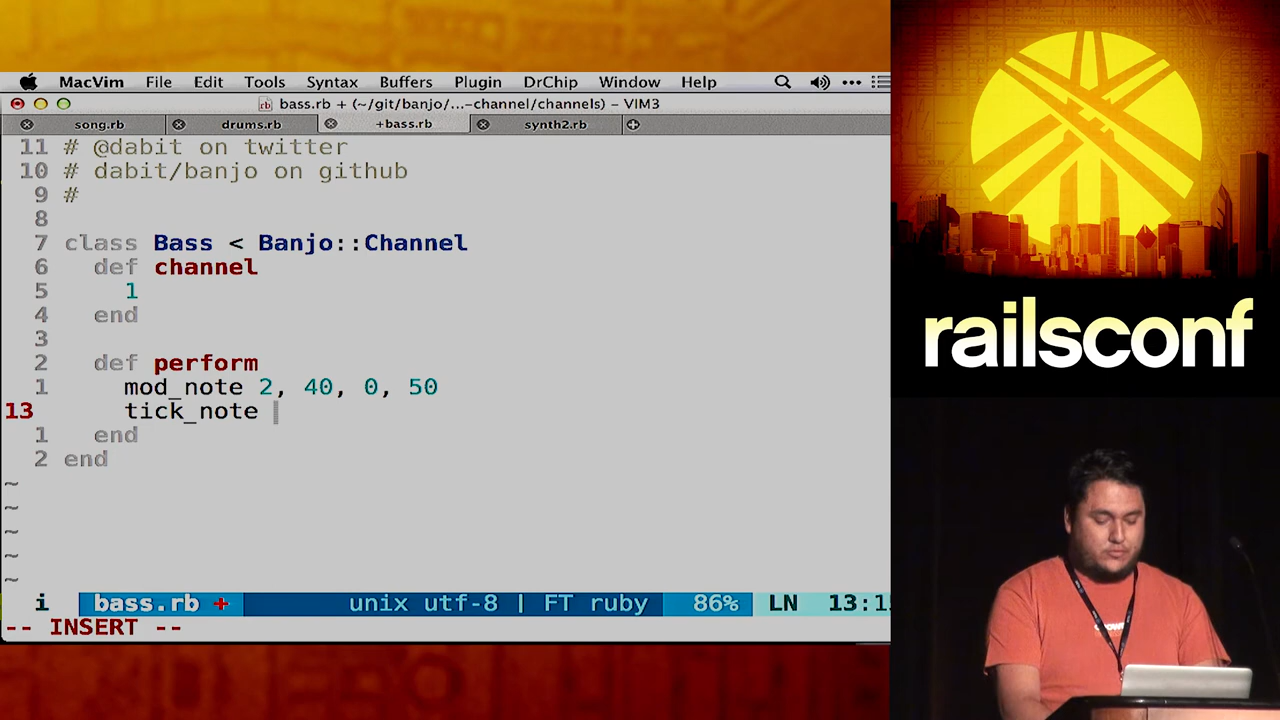 MacVim File Edit Tools Syntax Buffers Plugin DrChip Window Help
bass.rb + (~/git/banjo/...-channel/channels) – VIM3
song.rb drums.rb +bass.rb synth2.rb
11 # @dabit on twitter
10 # dabit/banjo on github
9 #
8
7 class Bass < Banjo::Channel
6 def channel
5 1
4 end
3
2 def perform
1 mod_note 2, 40, 0, 50
13 tick_note
1 end
2 end
~
~
~
~
~
i bass.rb + unix utf-8 | FT ruby 86% LN 13:1
-- INSERT --
railsconf